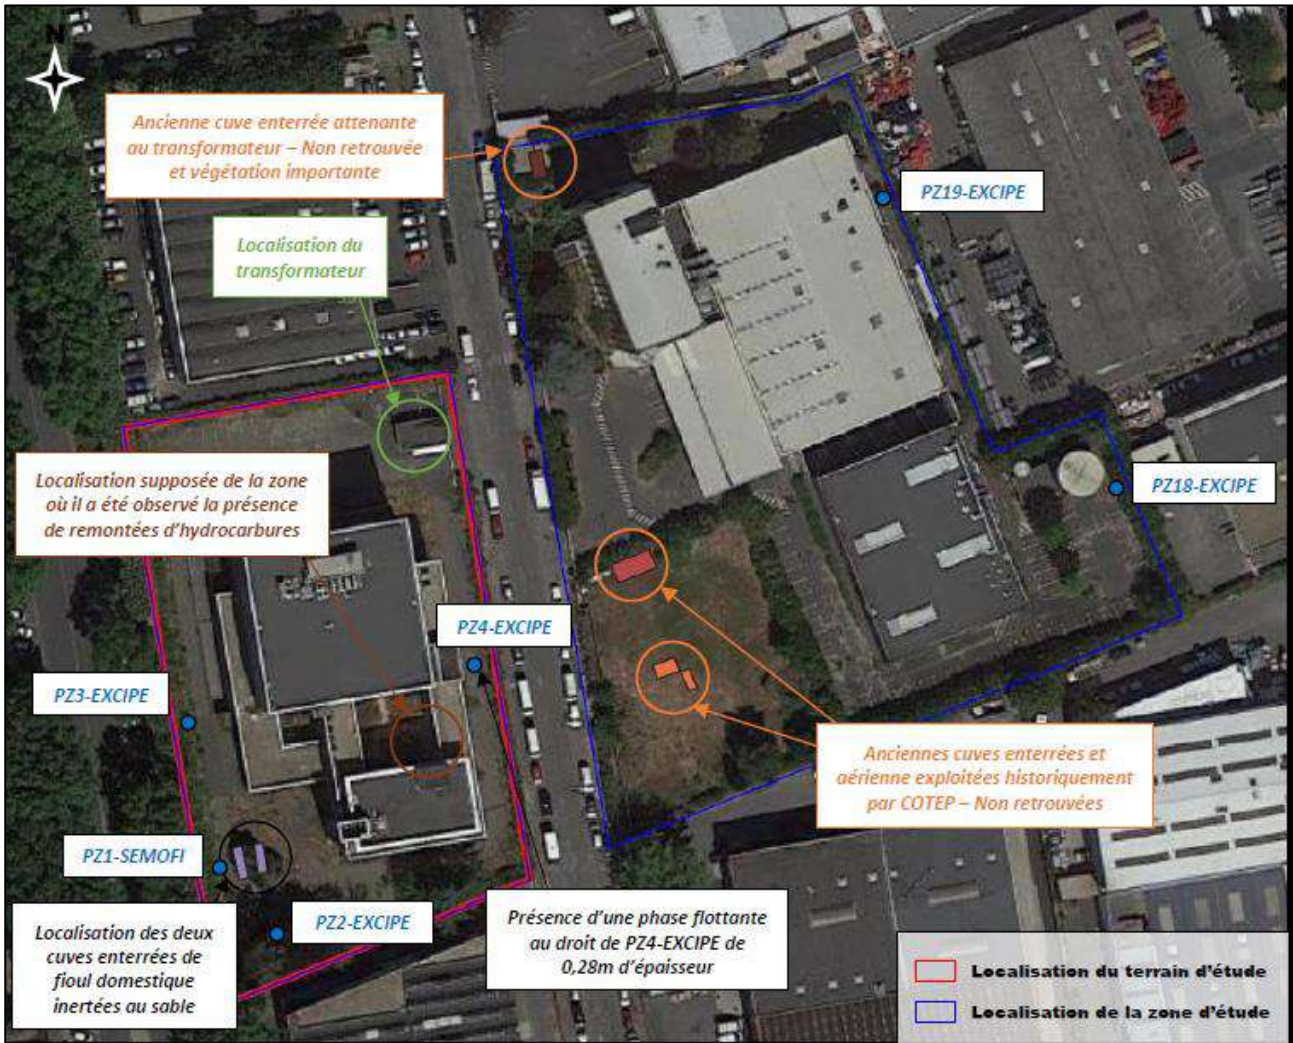 N
Ancienne cuve enterrée attenante
au transformateur – Non retrouvée
et végétation importante
PZ19-EXCIPE
Localisation du
transformateur
Localisation supposée de la zone
où il a été observé la présence
de remontées d'hydrocarbures
PZ18-EXCIPE
PZ4-EXCIPE
PZ3-EXCIPE
Anciennes cuves enterrées et
aérienne exploitées historiquement
par COTEP – Non retrouvées
PZ1-SEMOFI
PZ2-EXCIPE
Localisation des deux
cuves enterrées de
fioul domestique
inertées au sable
Présence d'une phase flottante
au droit de PZ4-EXCIPE de
0,28m d'épaisseur
Localisation du terrain d'étude
Localisation de la zone d'étude